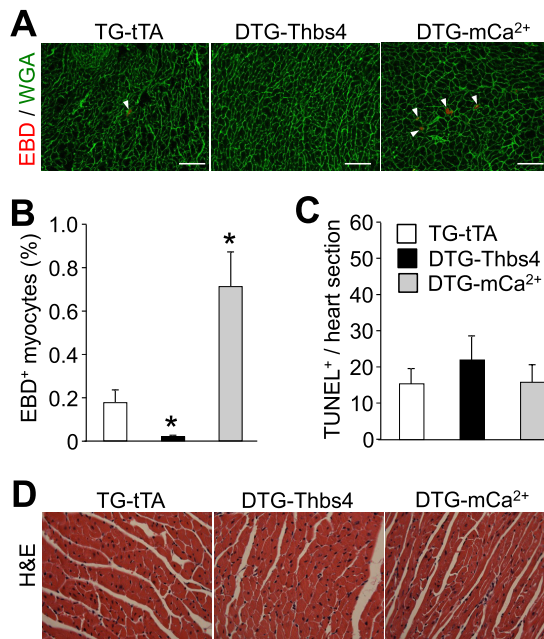 A
TG-tTA DTG-Thbs4 DTG-mCa²⁺
EBD / WGA
B
EBD⁺ myocytes (%)
1.0
0.8
0.6
0.4
0.2
0
*
*
C
TUNEL⁺ / heart section
60
50
40
30
20
10
0
TG-tTA
DTG-Thbs4
DTG-mCa²⁺
D
TG-tTA DTG-Thbs4 DTG-mCa²⁺
H&E